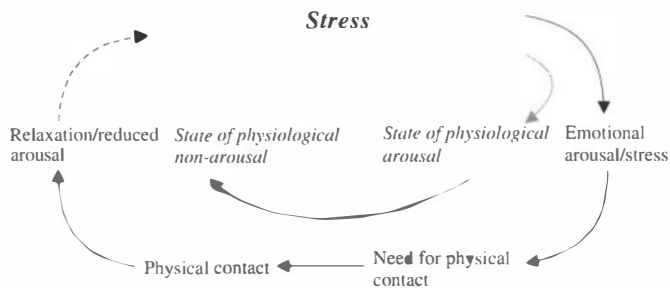 Stress
Relaxation/reduced
arousal
State of physiological
non-arousal
State of physiological
arousal
Emotional
arousal/stress
Physical contact
Need for physical
contact